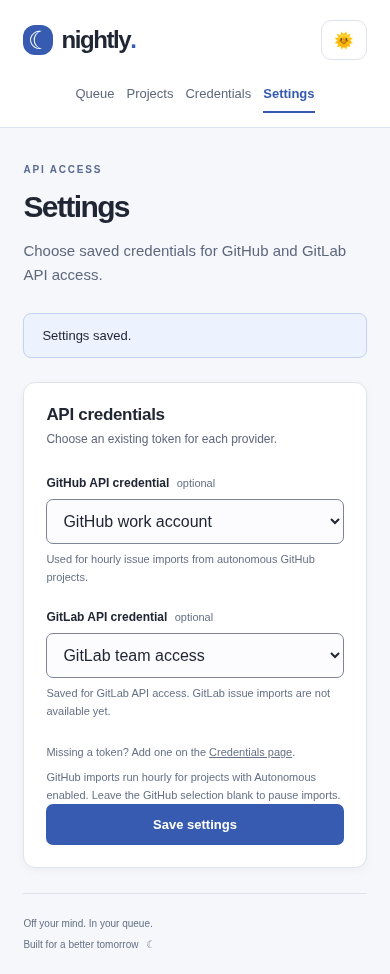 nightly.
Queue Projects Credentials Settings
API ACCESS
Settings
Choose saved credentials for GitHub and GitLab
API access.
Settings saved.
API credentials
Choose an existing token for each provider.
GitHub API credential optional
GitHub work account
Used for hourly issue imports from autonomous GitHub
projects.
GitLab API credential optional
GitLab team access
Saved for GitLab API access. GitLab issue imports are not
available yet.
Missing a token? Add one on the Credentials page.
GitHub imports run hourly for projects with Autonomous
enabled. Leave the GitHub selection blank to pause imports.
Save settings
Off your mind. In your queue.
Built for a better tomorrow ☾